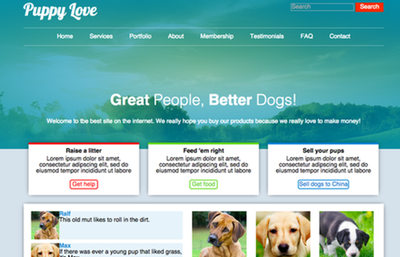 Puppy Love
Search
Search
Home Services Portfolio About Membership Testimonials FAQ Contact
Great People, Better Dogs!
Welcome to the best site on the internet. We really hope you buy our products because we really love to make money!
Raise a litter
Lorem ipsum dolor sit amet,
consectetur adipiscing elit, sed do
eiusmod tempor incididunt ut labore
Get help
Feed 'em right
Lorem ipsum dolor sit amet,
consectetur adipiscing elit, sed do
eiusmod tempor incididunt ut labore
Get food
Sell your pups
Lorem ipsum dolor sit amet,
consectetur adipiscing elit, sed do
eiusmod tempor incididunt ut labore
Sell dogs to China
Ralf
This old mut likes to roll in the dirt.
Max
If there was ever a young pup that liked grass,